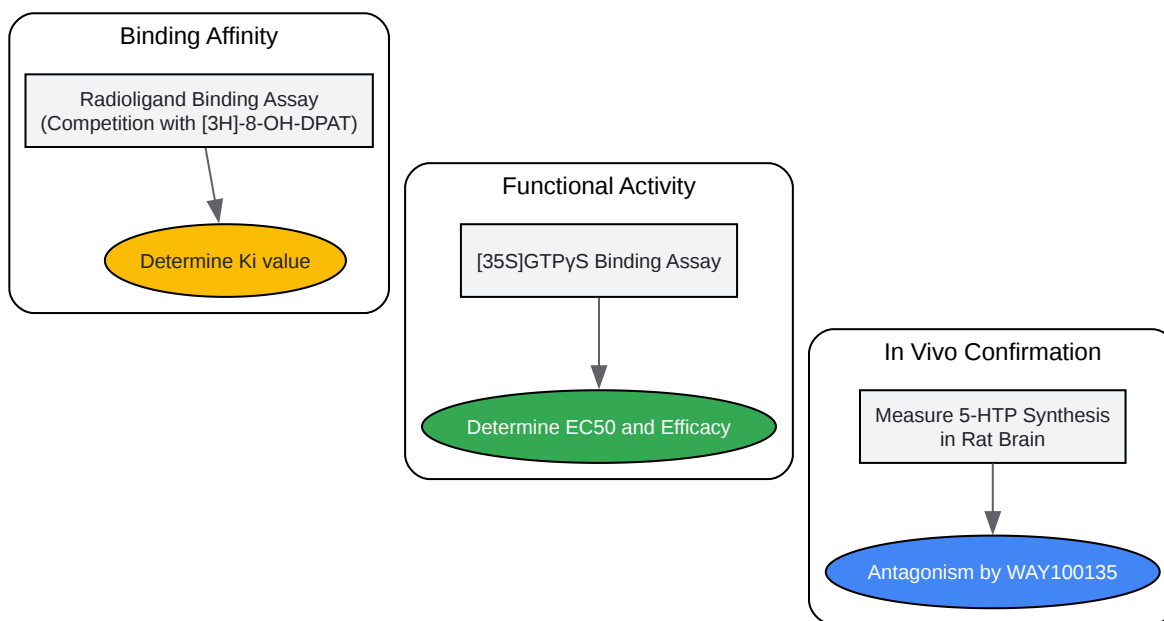 Binding Affinity
Radioligand Binding Assay
(Competition with [3H]-8-OH-DPAT)
Determine Ki value
Functional Activity
[35S]GTPγS Binding Assay
Determine EC50 and Efficacy
In Vivo Confirmation
Measure 5-HTP Synthesis
in Rat Brain
Antagonism by WAY100135